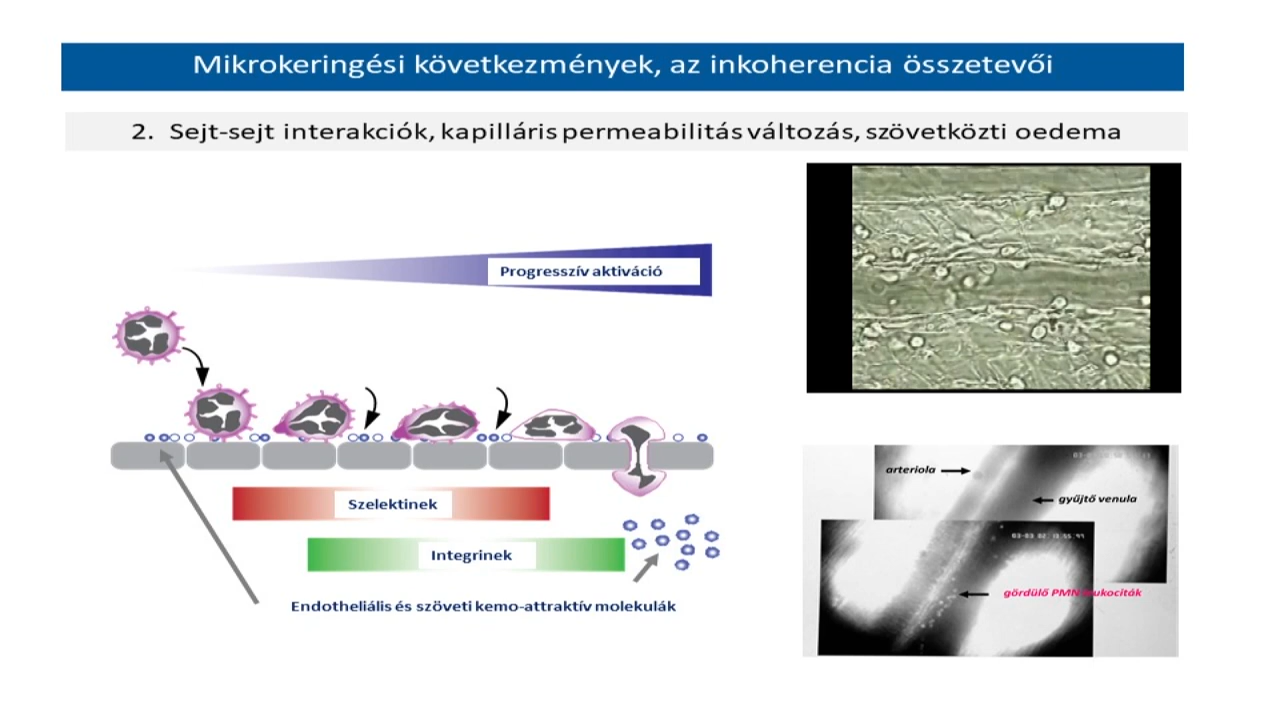 Mikrokeringési következmények, az inkoherencia összetevői
2. Sejt-sejt interakciók, kapilláris permeabilitás változás, szövetközti oedema
Progresszív aktiváció
Szelektinek
Integrinek
Endotheliális és szöveti kemo-attraktív molekulák
arteriola
gyűjtő venula
gördülő PMN leukociták